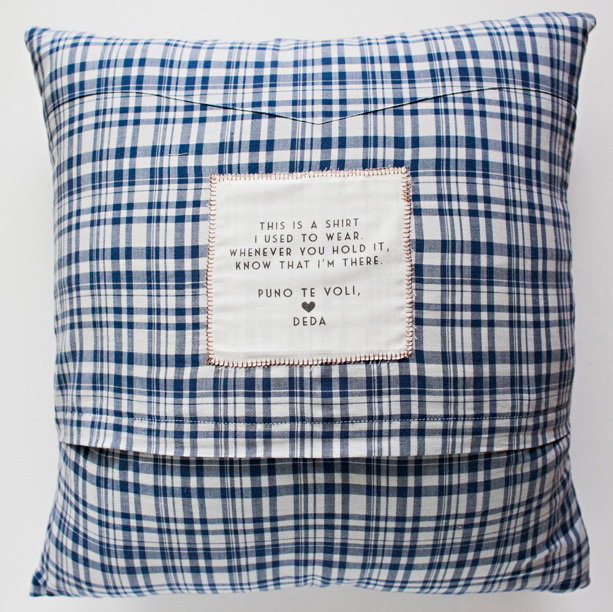 THIS IS A SHIRT
I USED TO WEAR.
WHENEVER YOU HOLD IT,
KNOW THAT I'M THERE.
PUNO TE VOLI,
♥
DEDA